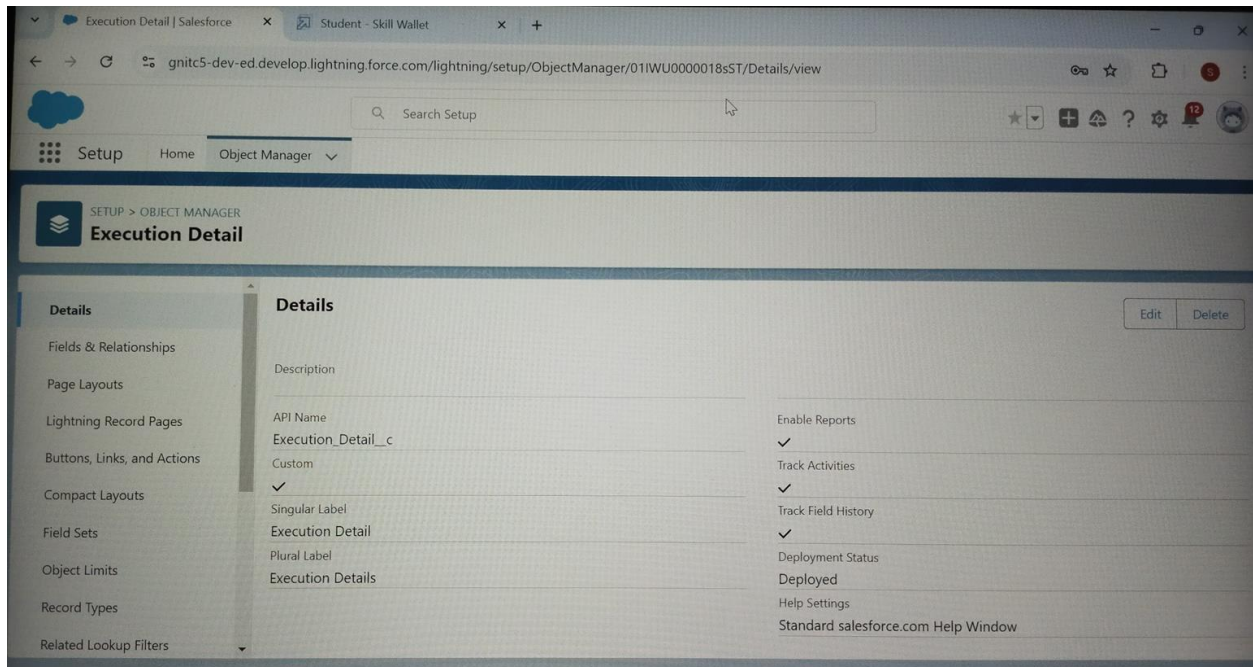 Execution Detail | Salesforce
Student - Skill Wallet
gnitc5-dev-ed.develop.lightning.force.com/lightning/setup/ObjectManager/01IWU0000018sST/Details/view
S
Search Setup
12
Setup Home Object Manager
SETUP > OBJECT MANAGER
Execution Detail
Details
Fields & Relationships
Page Layouts
Lightning Record Pages
Buttons, Links, and Actions
Compact Layouts
Field Sets
Object Limits
Record Types
Related Lookup Filters
Details
Edit Delete
Description
API Name
Execution_Detail__c
Custom
Singular Label
Execution Detail
Plural Label
Execution Details
Enable Reports
Track Activities
Track Field History
Deployment Status
Deployed
Help Settings
Standard salesforce.com Help Window